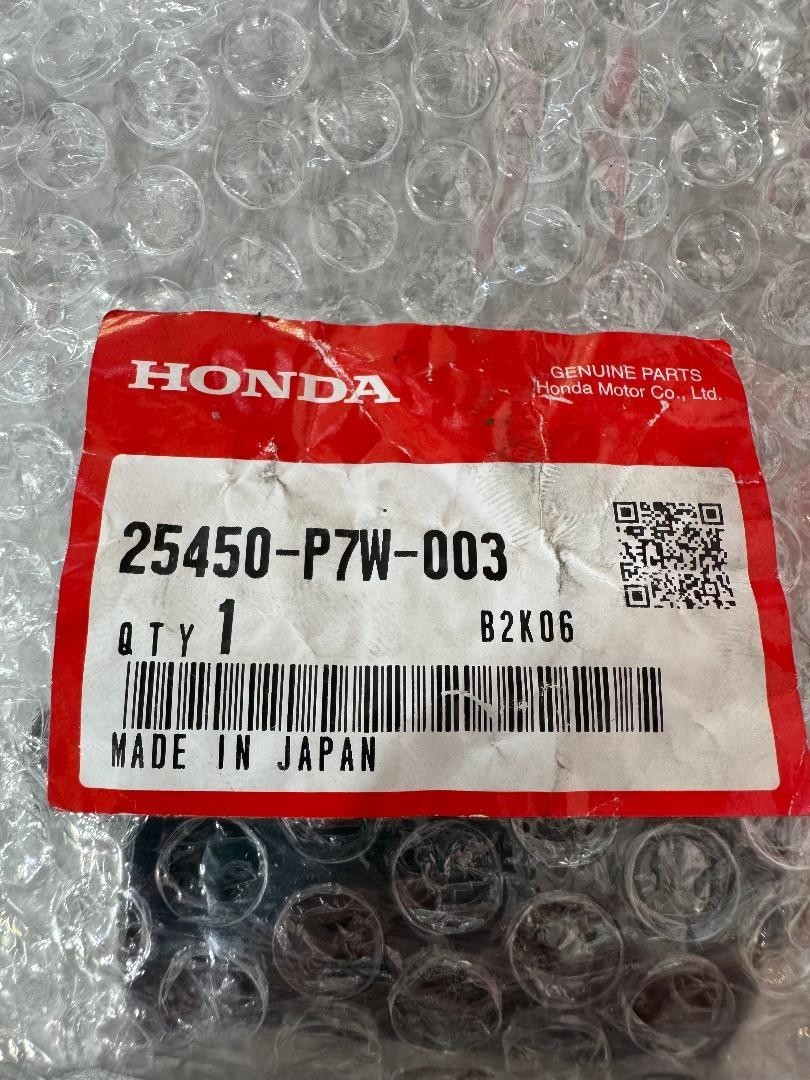 HONDA
GENUINE PARTS
Honda Motor Co., Ltd.
25450-P7W-003
QTY 1
B2K06
MADE IN JAPAN